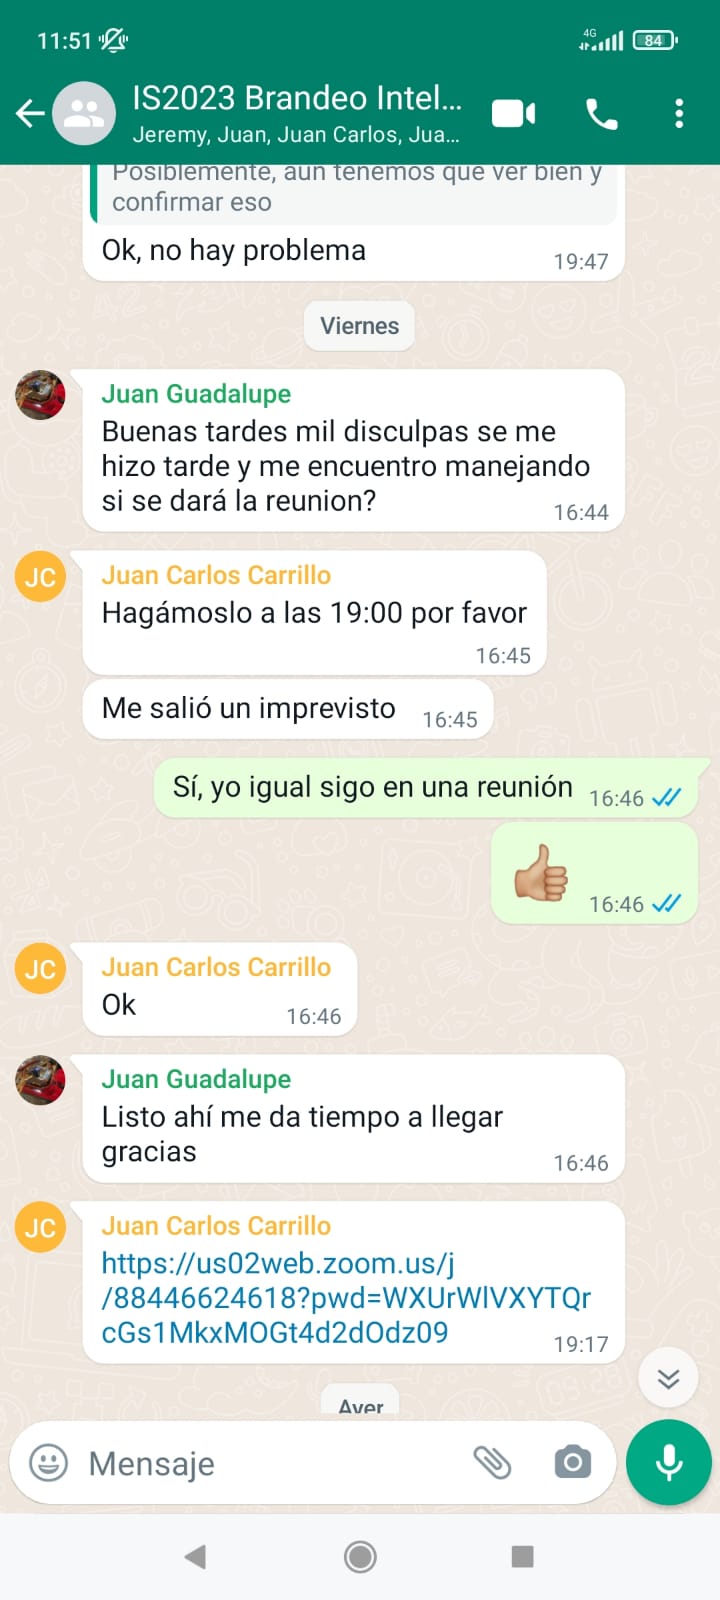 11:51
4G
84
IS2023 Brandeo Intel...
Jeremy, Juan, Juan Carlos, Jua...
Posiblemente, aun tenemos que ver bien y
confirmar eso
Ok, no hay problema
19:47
Viernes
Juan Guadalupe
Buenas tardes mil disculpas se me
hizo tarde y me encuentro manejando
si se dará la reunion?
16:44
JC
Juan Carlos Carrillo
Hagámoslo a las 19:00 por favor
16:45
Me salió un imprevisto
16:45
Sí, yo igual sigo en una reunión
16:46
16:46
JC
Juan Carlos Carrillo
Ok
16:46
Juan Guadalupe
Listo ahí me da tiempo a llegar
gracias
16:46
JC
Juan Carlos Carrillo
https://us02web.zoom.us/j
/88446624618?pwd=WXUrWlVXYTQr
cGs1MkxMOGt4d2dOdz09
19:17
Ayer
Mensaje